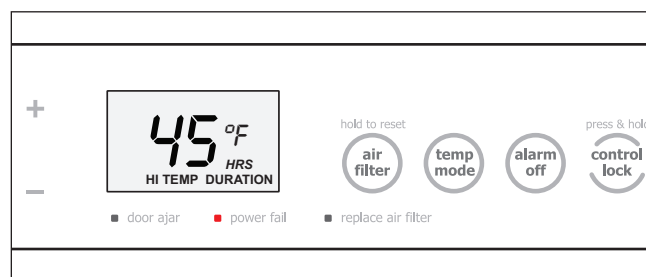 +
45 °F
HRS
HI TEMP DURATION
−
hold to reset
air
filter
temp
mode
alarm
off
press & hold
control
lock
door ajar
power fail
replace air filter